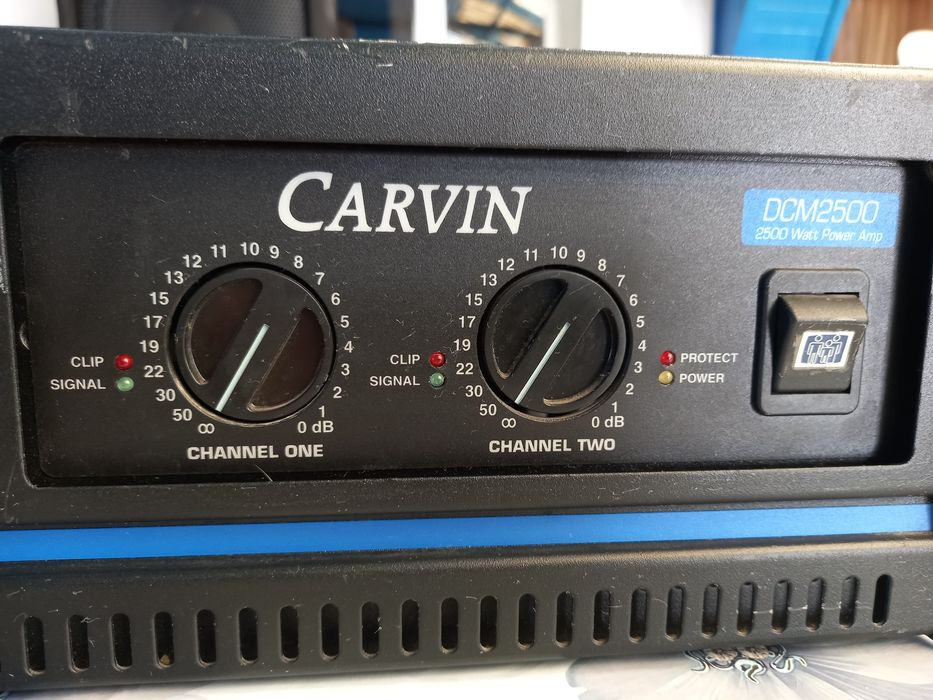 CARVIN
DCM2500
2500 Watt Power Amp
∞ 50 30 22 19 17 15 13 12 11 10 9 8 7 6 5 4 3 2 1 0 dB
CLIP
SIGNAL
CHANNEL ONE
∞ 50 30 22 19 17 15 13 12 11 10 9 8 7 6 5 4 3 2 1 0 dB
CLIP
SIGNAL
CHANNEL TWO
PROTECT
POWER